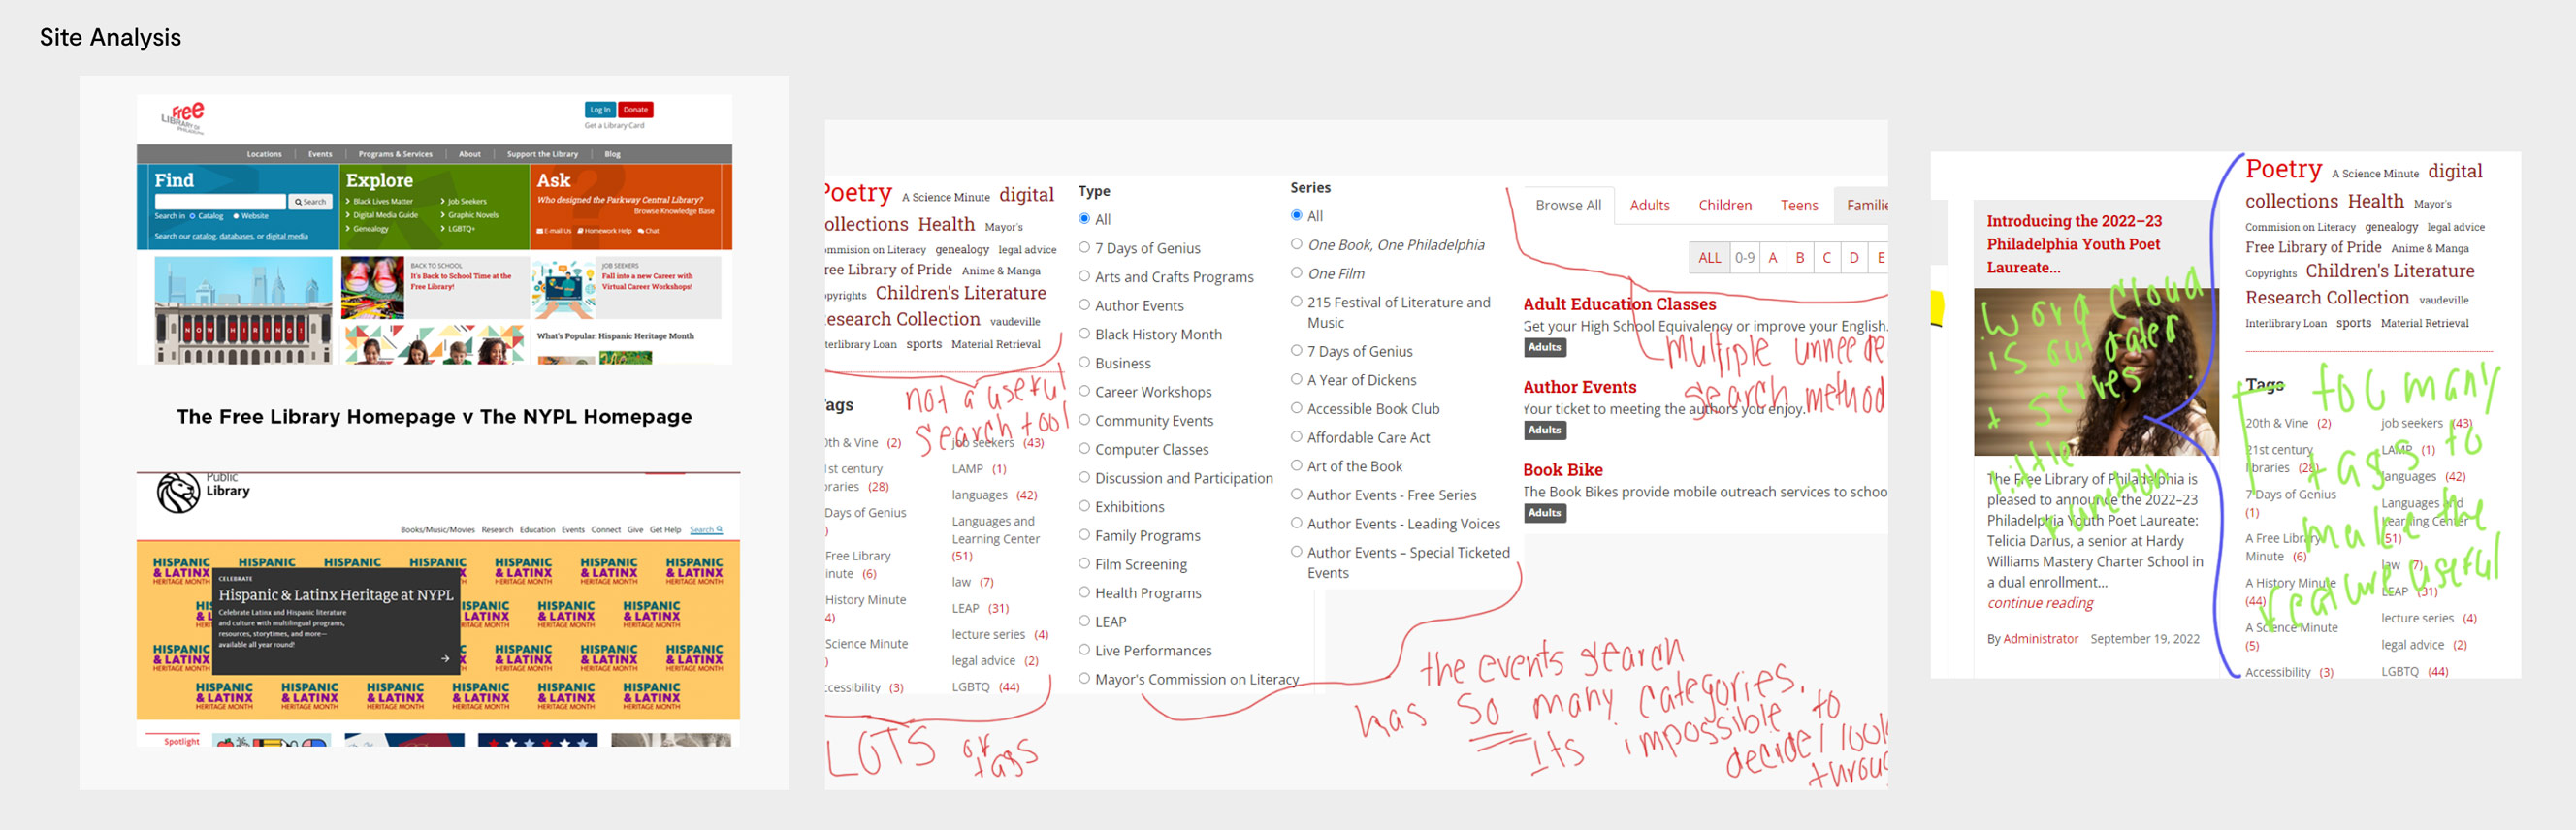 Site Analysis
Free
LIBRARY OF
PHILADELPHIA
Log In
Donate
Get a Library Card
Locations
Events
Programs & Services
About
Support the Library
Blog
Find
Search
Search in Catalog Website
Search our catalog, databases, or digital media
Explore
Black Lives Matter
Job Seekers
Digital Media Guide
Graphic Novels
Genealogy
LGBTQ+
Ask
Who designed the Parkway Central Library?
Browse Knowledge Base
E-mail Us Homework Help Chat
NOW HIRING!
BACK TO SCHOOL
It's Back to School Time at the
Free Library!
JOB SEEKERS
Fall into a new Career with
Virtual Career Workshops!
What's Popular: Hispanic Heritage Month
The Free Library Homepage v The NYPL Homepage
Public
Library
Books/Music/Movies Research Education Events Connect Give Get Help Search
HISPANIC
& LATINX
HERITAGE MONTH
CELEBRATE
Hispanic & Latinx Heritage at NYPL
Celebrate Latinx and Hispanic literature
and culture with multilingual programs,
resources, storytimes, and more—
available all year round!
Spotlight
Poetry A Science Minute digital
ollections Health Mayor's
mmision on Literacy genealogy legal advice
ree Library of Pride Anime & Manga
pyrights Children's Literature
esearch Collection vaudeville
terlibrary Loan sports Material Retrieval
not a useful
search tool
ags
0th & Vine (2)
1st century
braries (28)
Days of Genius
)
Free Library
inute (6)
History Minute
4)
Science Minute
)
ccessibility (3)
job seekers (43)
LAMP (1)
languages (42)
Languages and
Learning Center
(51)
law (7)
LEAP (31)
lecture series (4)
legal advice (2)
LGBTQ (44)
LOTS of
tags
Type
All
7 Days of Genius
Arts and Crafts Programs
Author Events
Black History Month
Business
Career Workshops
Community Events
Computer Classes
Discussion and Participation
Exhibitions
Family Programs
Film Screening
Health Programs
LEAP
Live Performances
Mayor's Commission on Literacy
Series
All
One Book, One Philadelphia
One Film
215 Festival of Literature and
Music
7 Days of Genius
A Year of Dickens
Accessible Book Club
Affordable Care Act
Art of the Book
Author Events - Free Series
Author Events - Leading Voices
Author Events – Special Ticketed
Events
the events search
has so many categories.
Its impossible to
decide/look
throug
Browse All
Adults
Children
Teens
Familie
ALL 0-9 A B C D E
Adult Education Classes
Get your High School Equivalency or improve your English.
Adults
multiple unneede
search method
Author Events
Your ticket to meeting the authors you enjoy.
Adults
Book Bike
The Book Bikes provide mobile outreach services to schoo
Adults
Introducing the 2022–23
Philadelphia Youth Poet
Laureate...
Word cloud
is outdated
+ serves
little
function
The Free Library of Philadelphia is
pleased to announce the 2022–23
Philadelphia Youth Poet Laureate:
Telicia Darius, a senior at Hardy
Williams Mastery Charter School in
a dual enrollment...
continue reading
By Administrator September 19, 2022
Poetry A Science Minute digital
collections Health Mayor's
Commision on Literacy genealogy legal advice
Free Library of Pride Anime & Manga
Copyrights Children's Literature
Research Collection vaudeville
Interlibrary Loan sports Material Retrieval
Tags
too many
tags to
make the
feature useful
20th & Vine (2)
21st century
libraries (28)
7 Days of Genius
(1)
A Free Library
Minute (6)
A History Minute
(44)
A Science Minute
(5)
Accessibility (3)
job seekers (43)
LAMP (1)
languages (42)
Languages and
Learning Center
(51)
law (7)
LEAP (31)
lecture series (4)
legal advice (2)
LGBTQ (44)